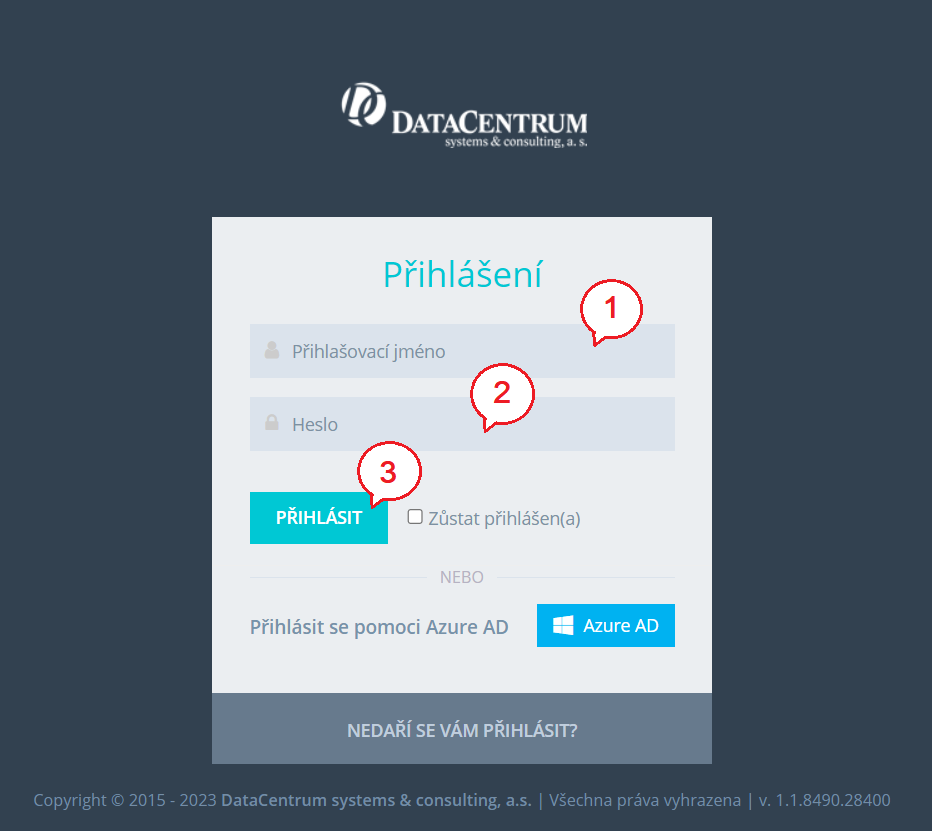 DATACENTRUM
systems & consulting, a. s.
Přihlášení
1
Přihlašovací jméno
2
Heslo
3
PŘIHLÁSIT
Zůstat přihlášen(a)
NEBO
Přihlásit se pomoci Azure AD
Azure AD
NEDAŘÍ SE VÁM PŘIHLÁSIT?
Copyright © 2015 - 2023 DataCentrum systems & consulting, a.s. | Všechna práva vyhrazena | v. 1.1.8490.28400